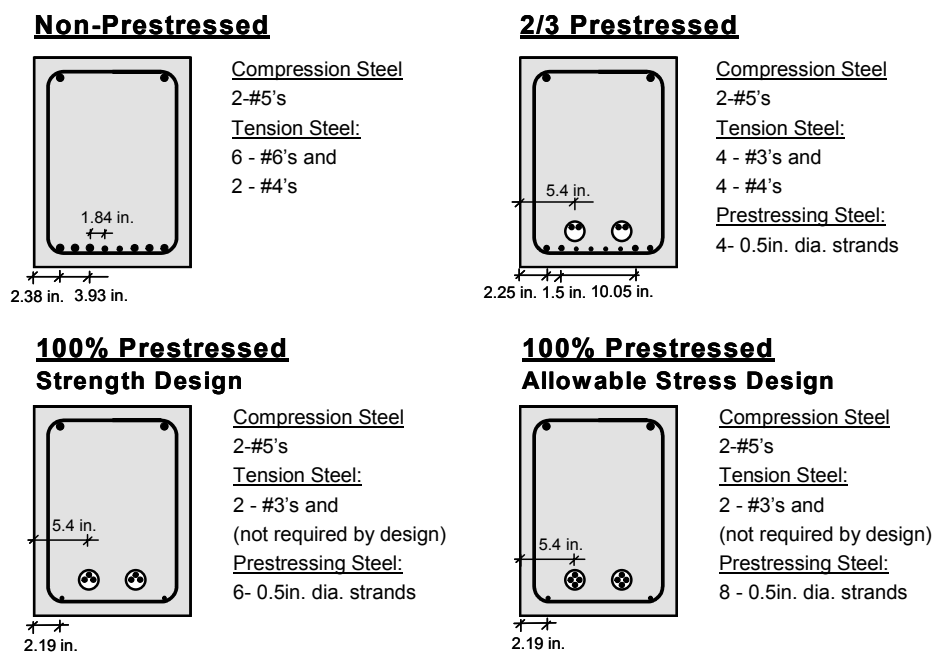 Non-Prestressed
Compression Steel
2-#5's
Tension Steel:
6 - #6's and
2 - #4's
1.84 in.
2.38 in. 3.93 in.
2/3 Prestressed
Compression Steel
2-#5's
Tension Steel:
4 - #3's and
4 - #4's
Prestressing Steel:
4- 0.5in. dia. strands
5.4 in.
2.25 in. 1.5 in. 10.05 in.
100% Prestressed
Strength Design
Compression Steel
2-#5's
Tension Steel:
2 - #3's and
(not required by design)
Prestressing Steel:
6- 0.5in. dia. strands
5.4 in.
2.19 in.
100% Prestressed
Allowable Stress Design
Compression Steel
2-#5's
Tension Steel:
2 - #3's and
(not required by design)
Prestressing Steel:
8 - 0.5in. dia. strands
5.4 in.
2.19 in.